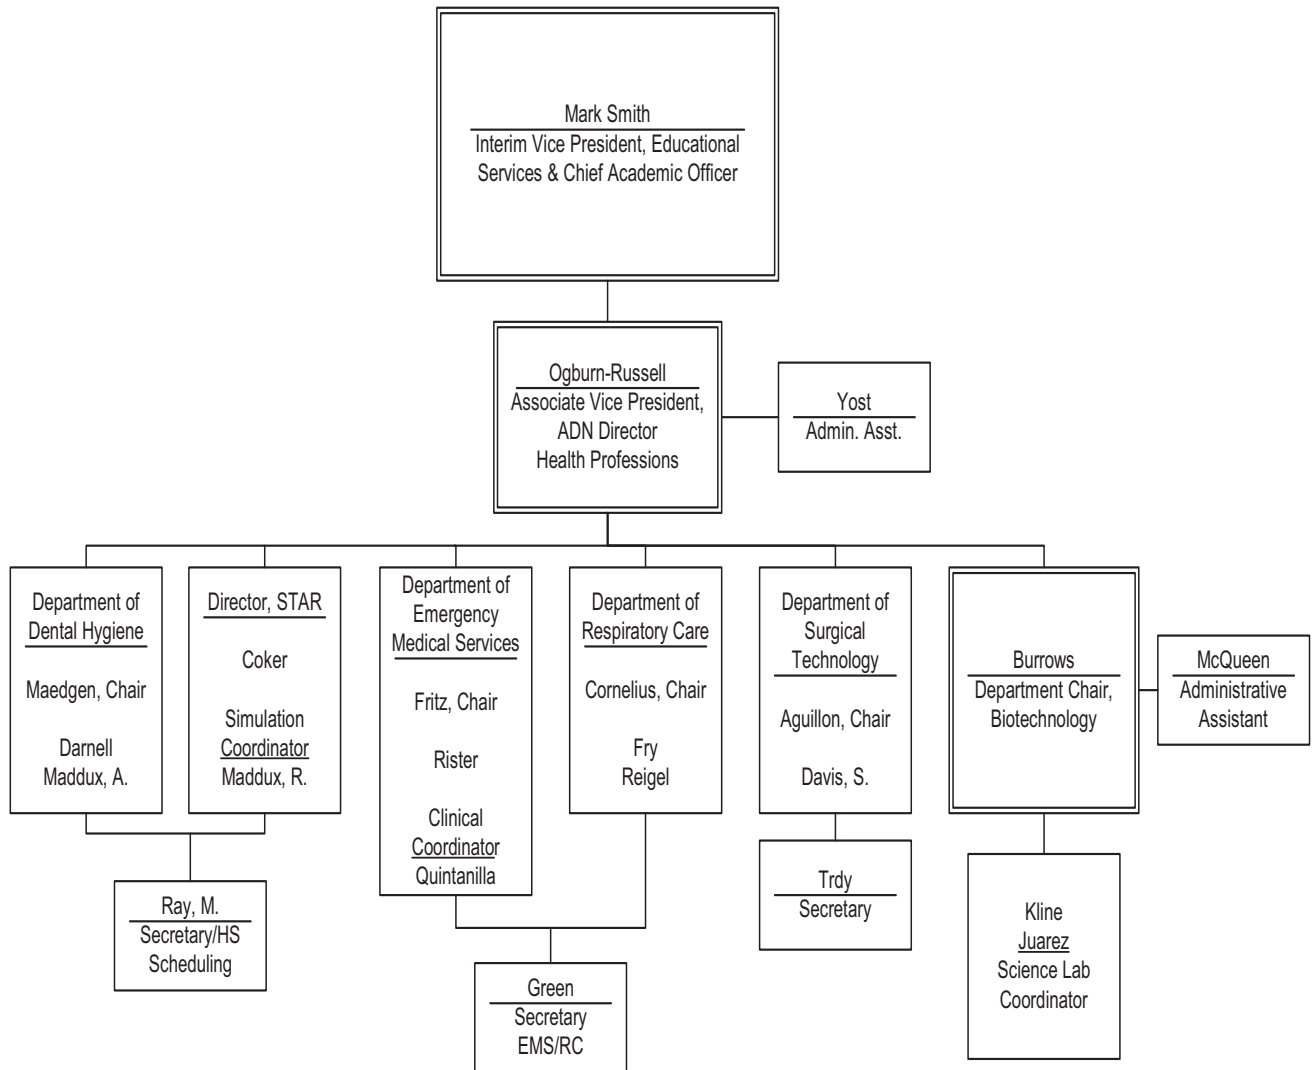 Mark Smith
Interim Vice President, Educational
Services & Chief Academic Officer
Ogburn-Russell
Associate Vice President,
ADN Director
Health Professions
Yost
Admin. Asst.
Department of
Dental Hygiene
Maedgen, Chair
Darnell
Maddux, A.
Director, STAR
Coker
Simulation
Coordinator
Maddux, R.
Department of
Emergency
Medical Services
Fritz, Chair
Rister
Clinical
Coordinator
Quintanilla
Department of
Respiratory Care
Cornelius, Chair
Fry
Reigel
Department of
Surgical
Technology
Aguillon, Chair
Davis, S.
Burrows
Department Chair,
Biotechnology
McQueen
Administrative
Assistant
Ray, M.
Secretary/HS
Scheduling
Green
Secretary
EMS/RC
Trdy
Secretary
Kline
Juarez
Science Lab
Coordinator